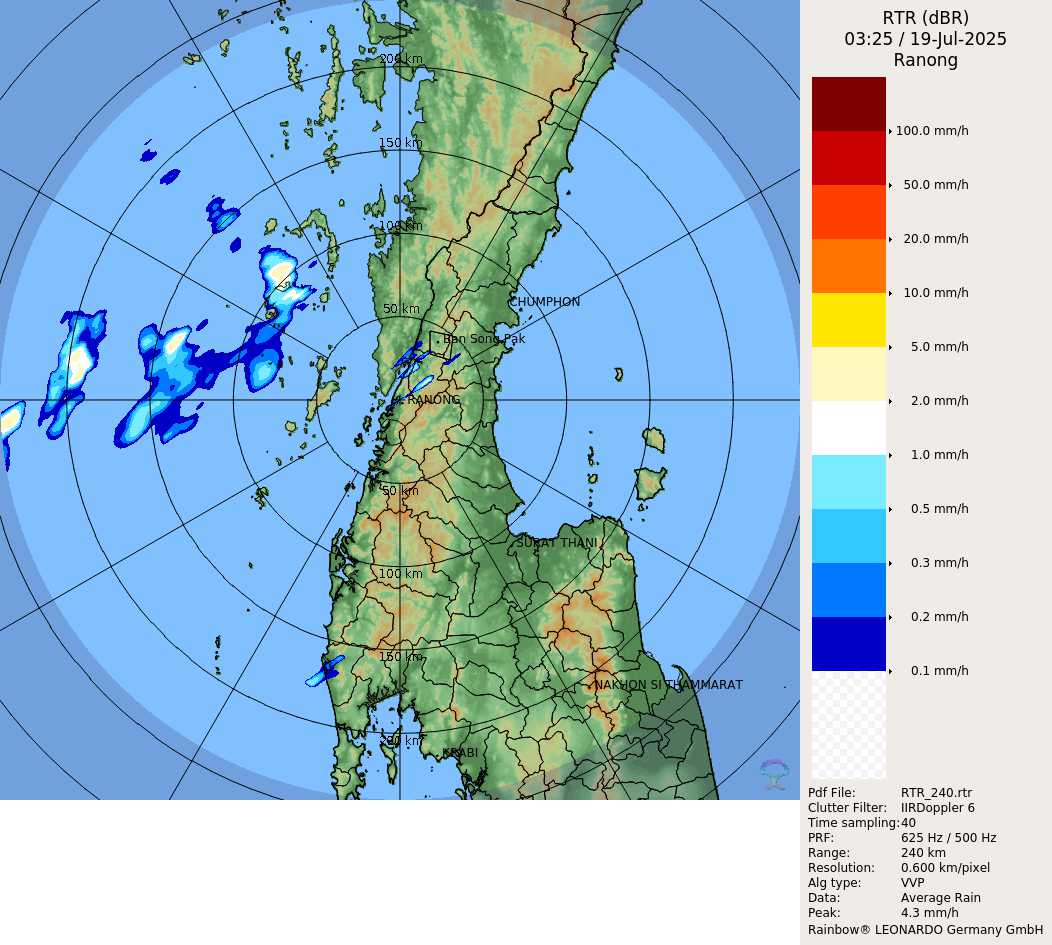 RTR (dBR)
03:25 / 19-Jul-2025
Ranong
200 km
150 km
100 km
50 km
CHUMPHON
Ban Song Pak
RANONG
50 km
SURAT THANI
100 km
150 km
NAKHON SI THAMMARAT
200 km
KRABI
100.0 mm/h
50.0 mm/h
20.0 mm/h
10.0 mm/h
5.0 mm/h
2.0 mm/h
1.0 mm/h
0.5 mm/h
0.3 mm/h
0.2 mm/h
0.1 mm/h
Pdf File: RTR_240.rtr
Clutter Filter: IIRDoppler 6
Time sampling:40
PRF: 625 Hz / 500 Hz
Range: 240 km
Resolution: 0.600 km/pixel
Alg type: VVP
Data: Average Rain
Peak: 4.3 mm/h
Rainbow® LEONARDO Germany GmbH